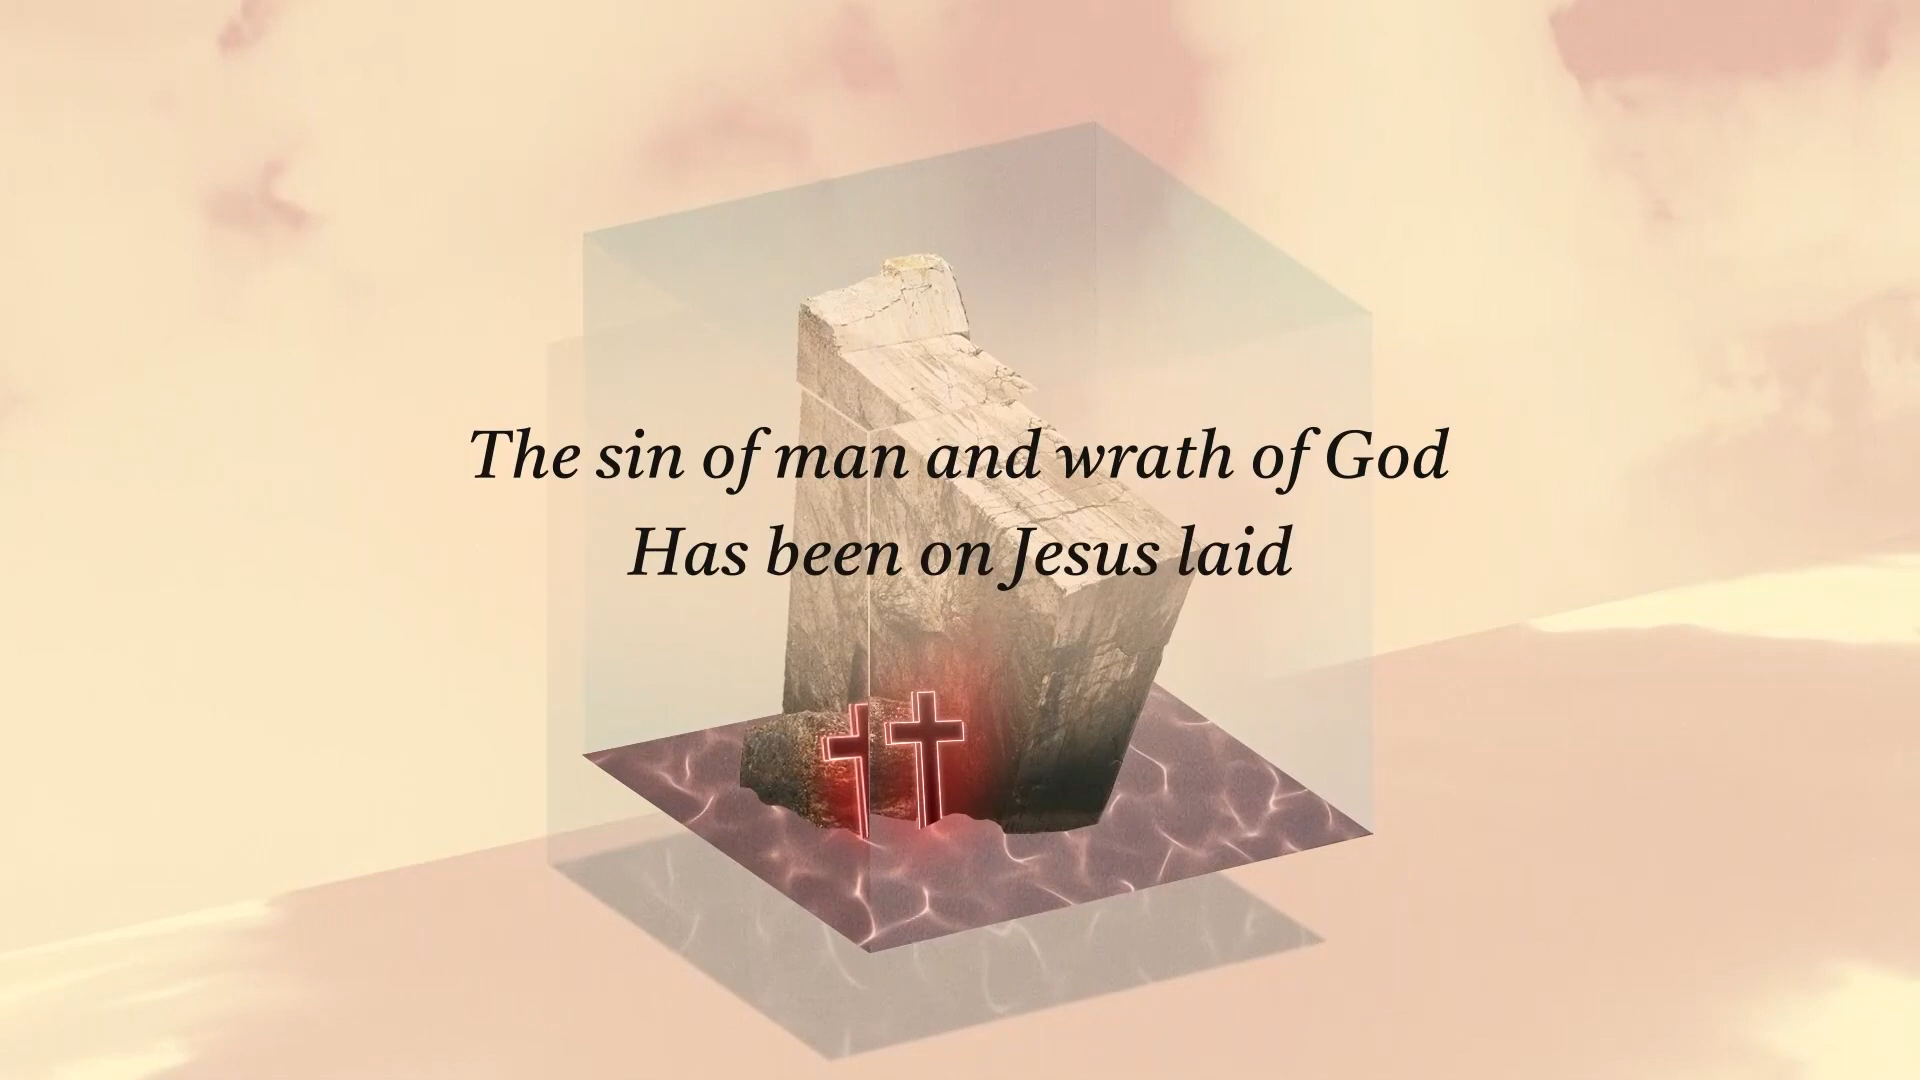 The sin of man and wrath of God
Has been on Jesus laid